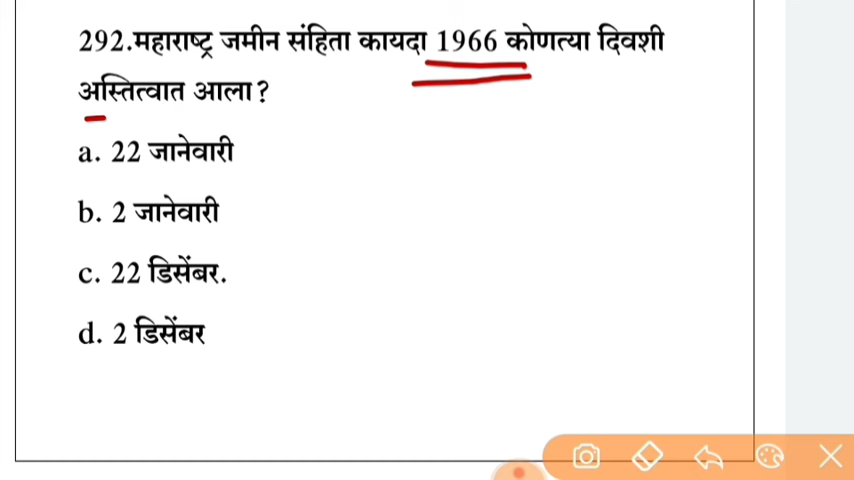 292.महाराष्ट्र जमीन संहिता कायदा 1966 कोणत्या दिवशी
अस्तित्वात आला?
a. 22 जानेवारी
b. 2 जानेवारी
c. 22 डिसेंबर.
d. 2 डिसेंबर